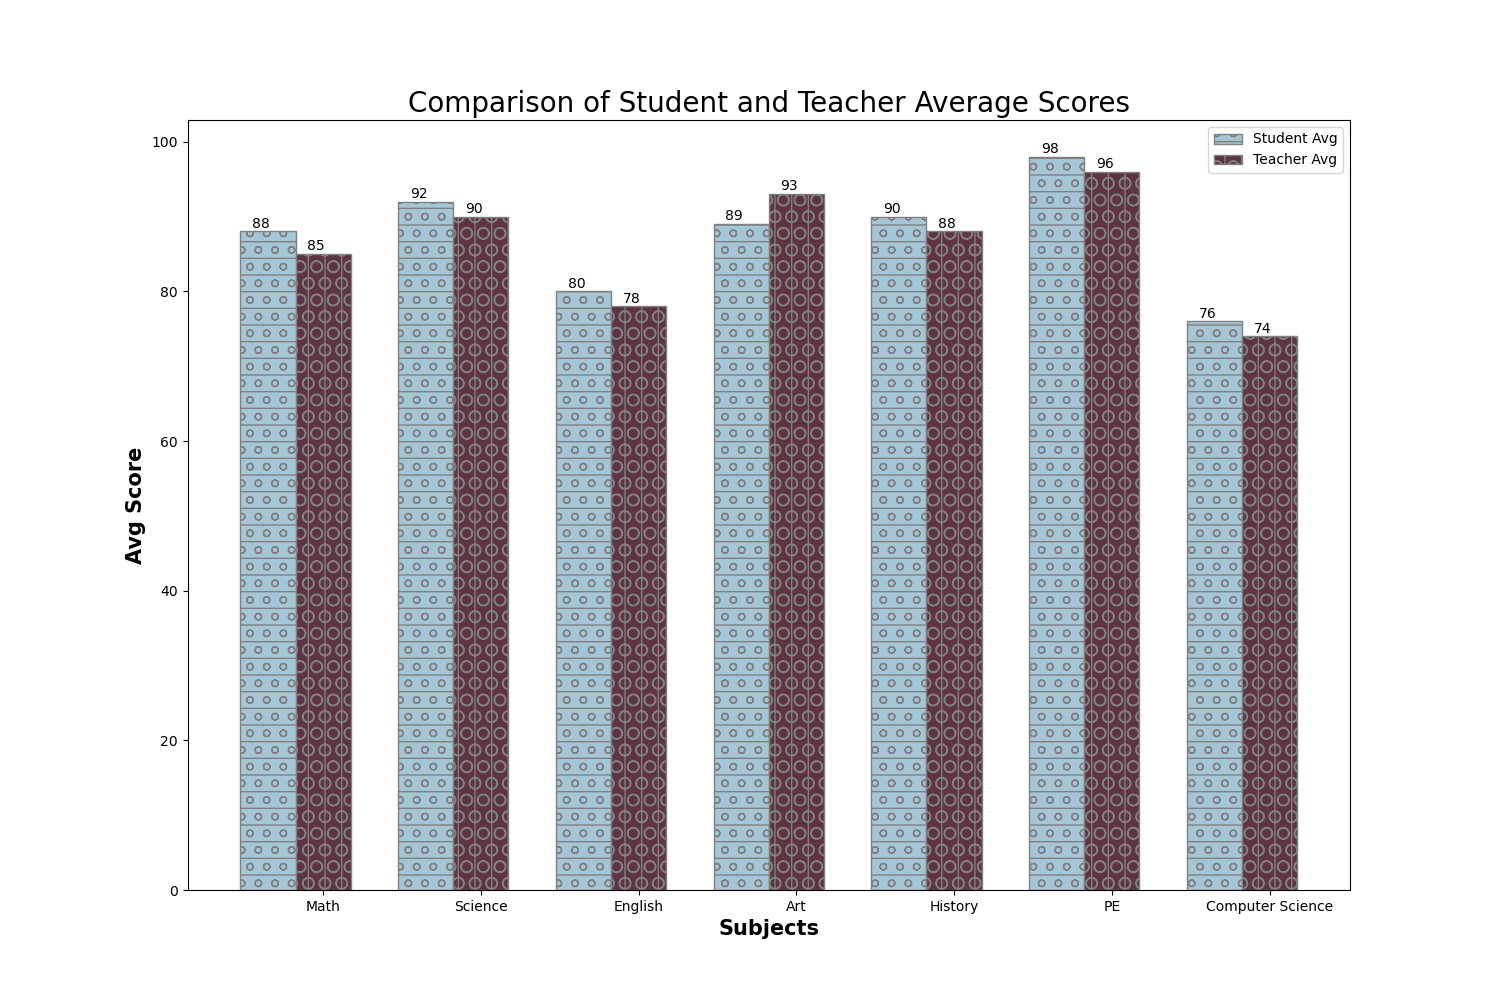 Comparison of Student and Teacher Average Scores
Student Avg
Teacher Avg
100
80
60
40
20
0
Avg Score
88
85
92
90
80
78
89
93
90
88
98
96
76
74
Math
Science
English
Art
History
PE
Computer Science
Subjects